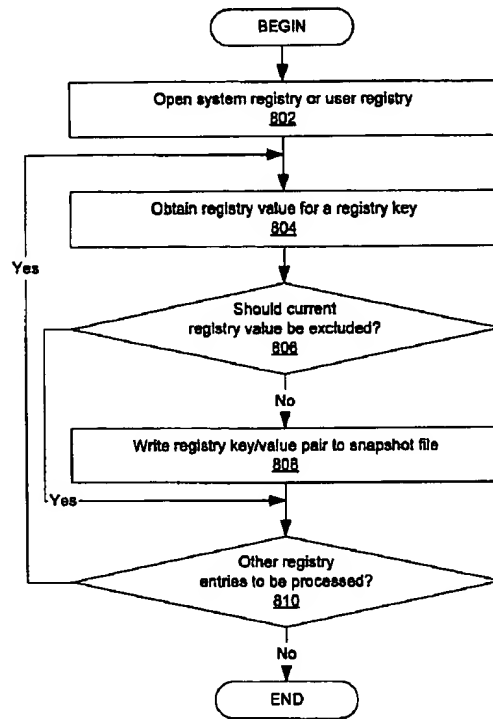 BEGIN
Open system registry or user registry
802
Obtain registry value for a registry key
804
Yes
Should current
registry value be excluded?
806
No
Write registry key/value pair to snapshot file
808
Yes
Other registry
entries to be processed?
810
No
END